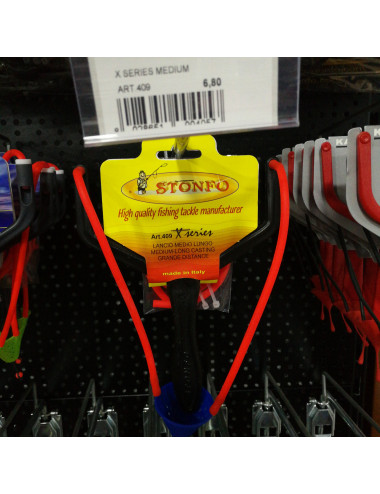 X SERIES MEDIUM
ART.409
6,80
STONFO
High quality fishing tackle manufacturer
Art.409 X series
LANCIO MEDIO LUNGO
MEDIUM-LONG CASTING
GRANDE DISTANCE
made in Italy